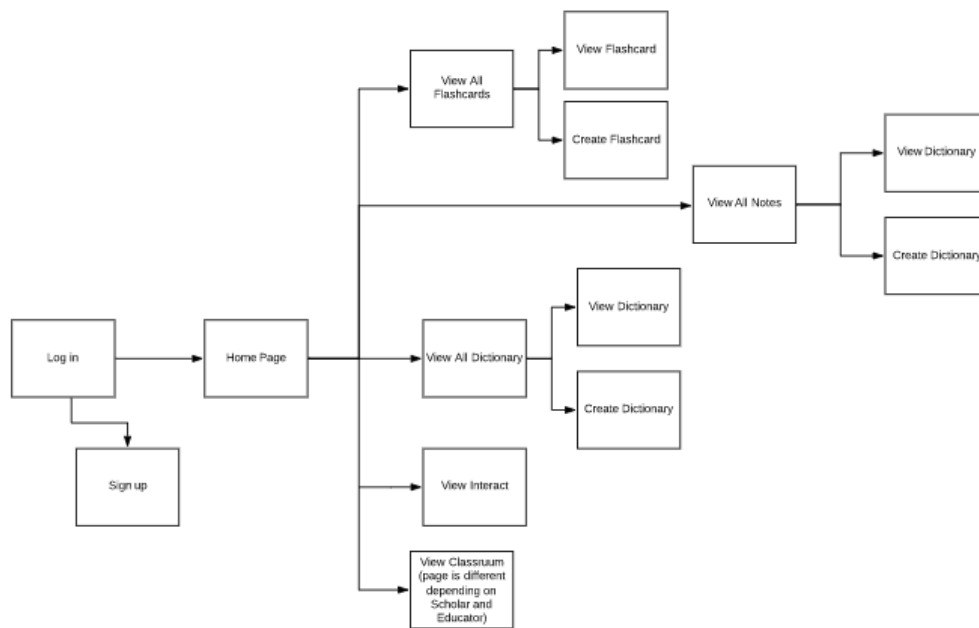 View Flashcard
View All
Flashcards
Create Flashcard
View Dictionary
View All Notes
Create Dictionary
View Dictionary
Log in
Home Page
View All Dictionary
Create Dictionary
Sign up
View Interact
View Classruum
(page is different
depending on
Scholar and
Educator)